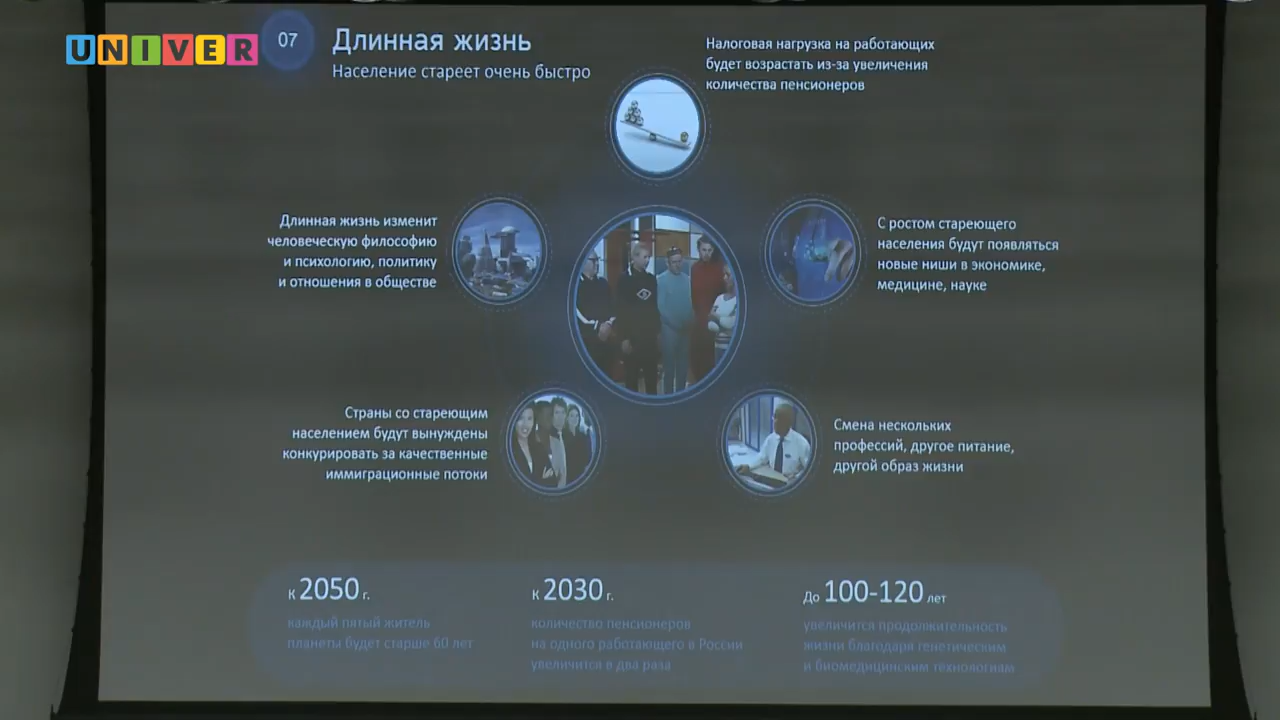 UNIVER
07
Длинная жизнь
Население стареет очень быстро
Налоговая нагрузка на работающих
будет возрастать из-за увеличения
количества пенсионеров
Длинная жизнь изменит
человеческую философию
и психологию, политику
и отношения в обществе
С ростом стареющего
населения будут появляться
новые ниши в экономике,
медицине, науке
Страны со стареющим
населением будут вынуждены
конкурировать за качественные
иммиграционные потоки
Смена нескольких
профессий, другое питание,
другой образ жизни
к 2050 г.
каждый пятый житель
планеты будет старше 60 лет
к 2030 г.
количество пенсионеров
на одного работающего в России
увеличится в два раза
До 100-120 лет
увеличится продолжительность
жизни благодаря генетическим
и биомедицинским технологиям